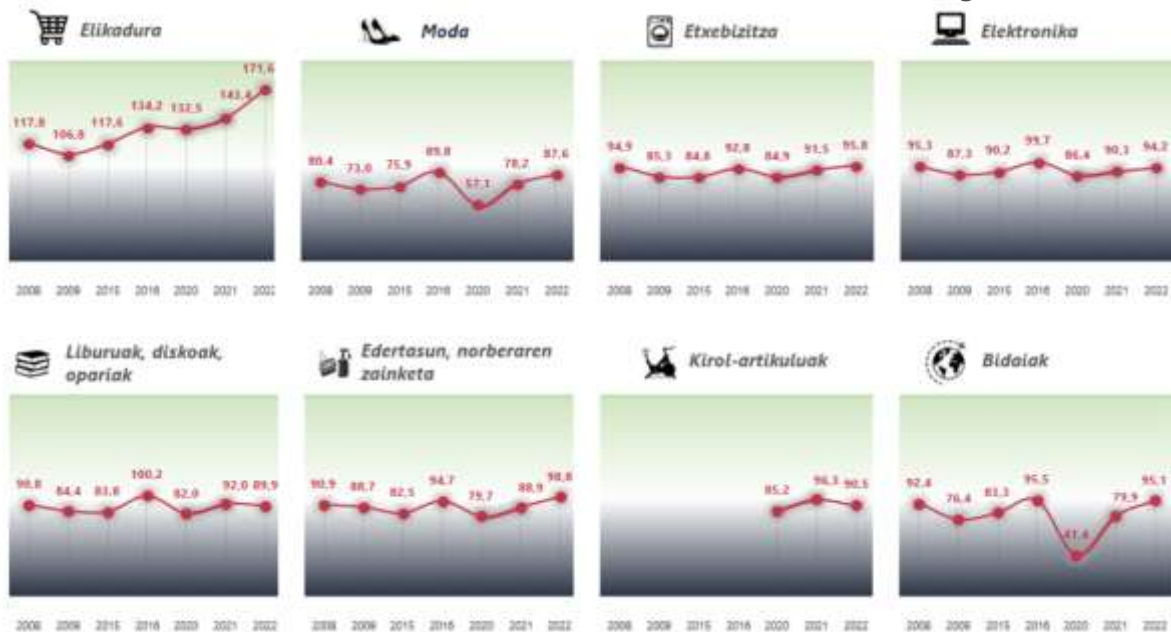 Elikadura
Moda
Etxebizitza
Elektronika
117,8 106,8 117,6 134,2 132,5 143,4 171,6
80,4 73,0 75,9 89,8 57,1 78,2 87,6
94,9 85,3 84,8 92,8 84,9 91,5 95,8
95,3 87,3 90,2 99,7 86,4 90,3 94,2
2008 2009 2015 2016 2020 2021 2022
2008 2009 2015 2016 2020 2021 2022
2008 2009 2015 2016 2020 2021 2022
2008 2009 2015 2016 2020 2021 2022
Liburuak, diskoak,
opariak
Edertasun, norberaren
zainketa
Kirol-artikuluak
Bidaiak
90,8 84,4 83,8 100,2 82,0 92,0 89,9
90,9 88,7 82,5 94,7 79,7 88,9 98,8
85,2 96,3 90,5
92,4 76,4 83,3 95,5 41,4 79,9 95,1
2008 2009 2015 2016 2020 2021 2022
2008 2009 2015 2016 2020 2021 2022
2008 2009 2015 2016 2020 2021 2022
2008 2009 2015 2016 2020 2021 2022